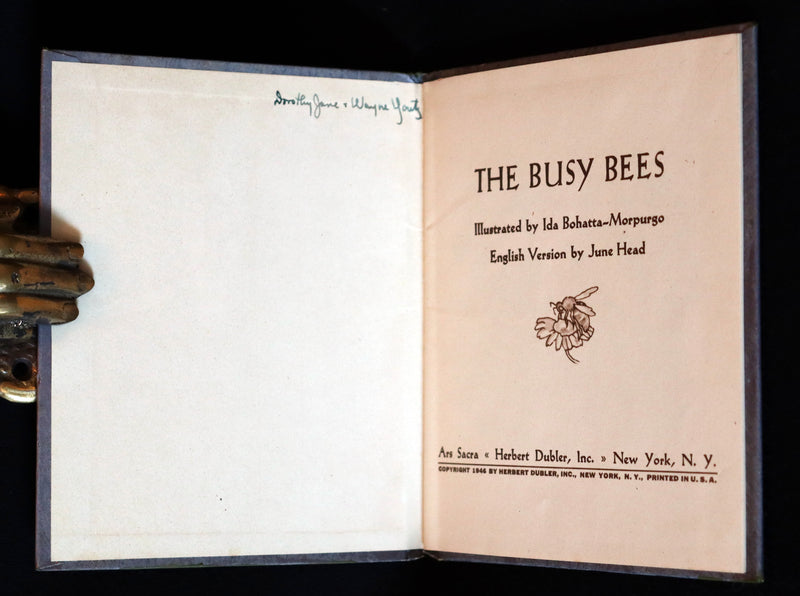 Dorothy Jane & Wayne
THE BUSY BEES
Illustrated by Ida Bohatta-Morpurgo
English Version by June Head
Ars Sacra « Herbert Dubler, Inc. » New York, N. Y.
COPYRIGHT 1946 BY HERBERT DUBLER, INC., NEW YORK, N. Y., PRINTED IN U. S. A.